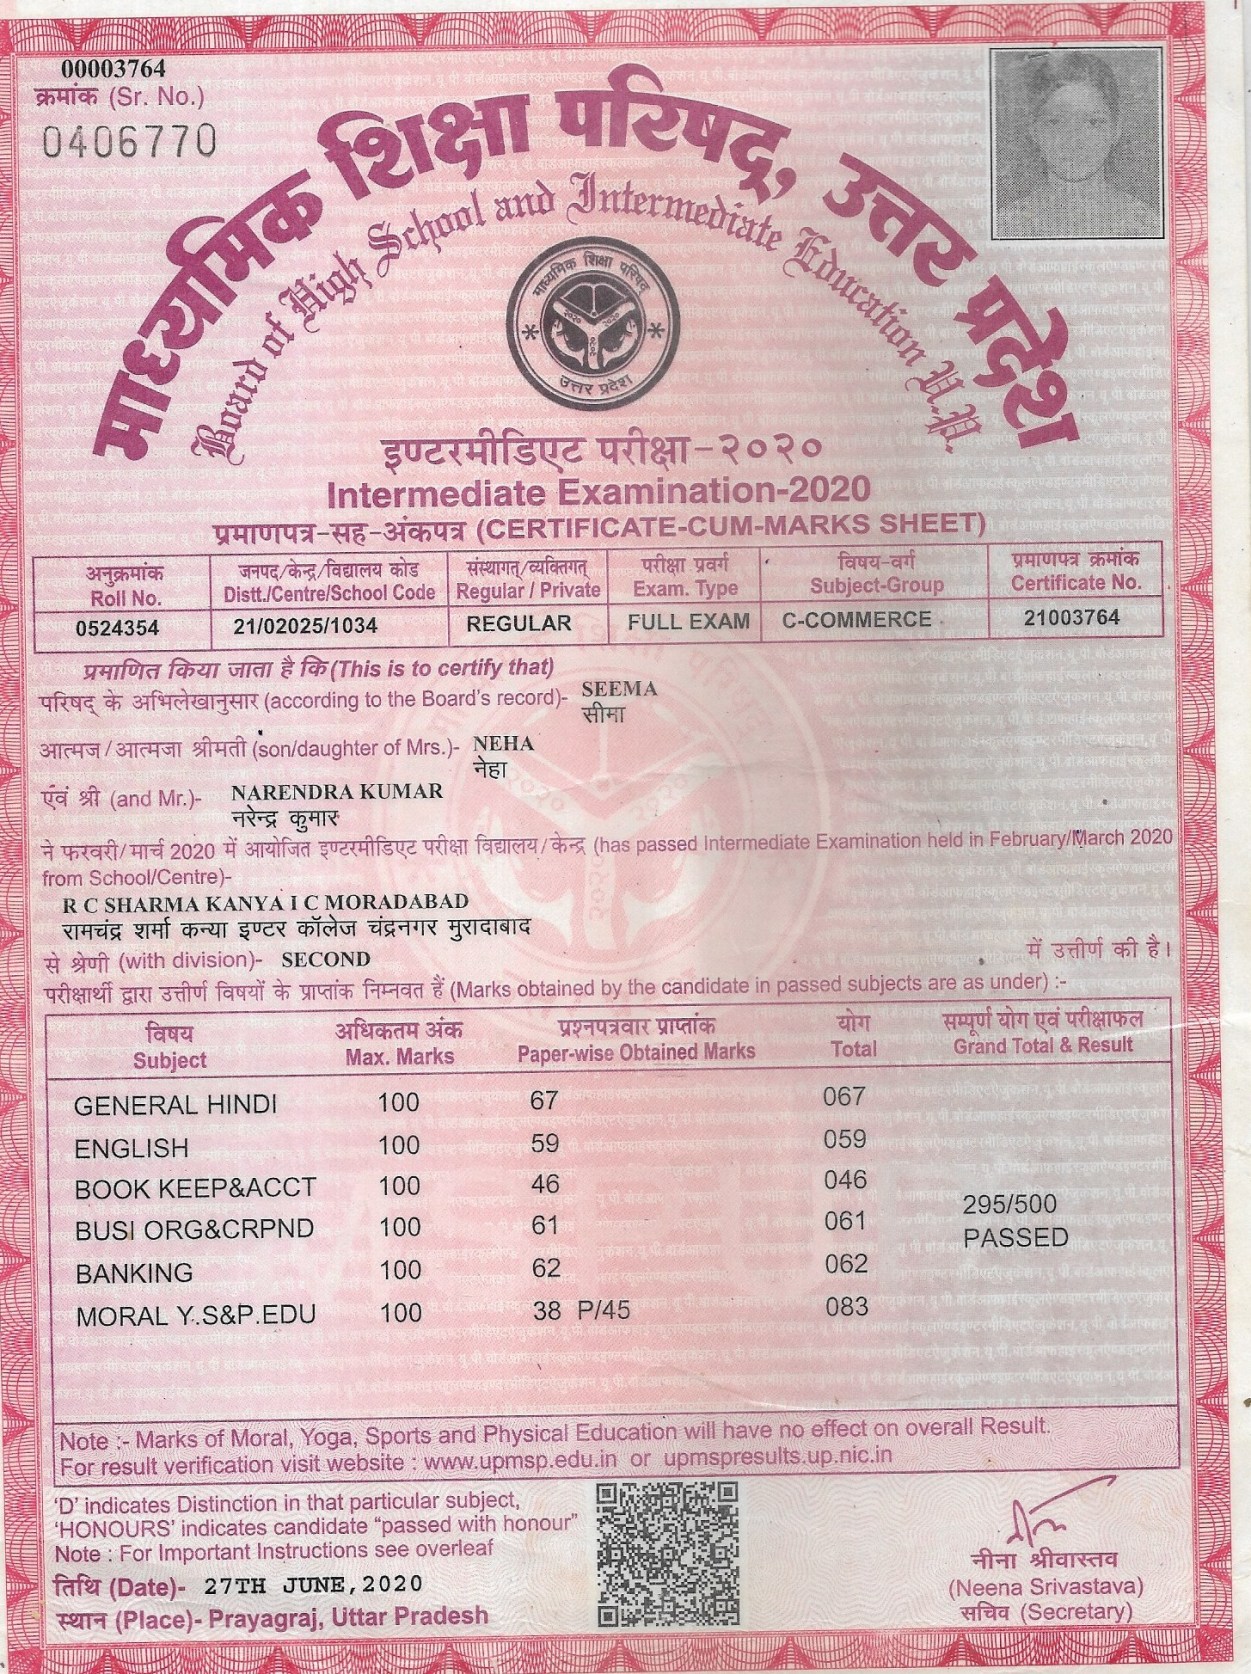 00003764
क्रमांक (Sr. No.)
0406770
माध्यमिक शिक्षा परिषद्, उत्तर प्रदेश
Board of High School and Intermediate Education U.P.
माध्यमिक शिक्षा परिषद
उत्तर प्रदेश
इण्टरमीडिएट परीक्षा-२०२०
Intermediate Examination-2020
प्रमाणपत्र-सह-अंकपत्र (CERTIFICATE-CUM-MARKS SHEET)
अनुक्रमांक जनपद/केन्द्र/विद्यालय कोड संस्थागत्/व्यक्तिगत् परीक्षा प्रवर्ग विषय-वर्ग प्रमाणपत्र क्रमांक
Roll No. Distt./Centre/School Code Regular / Private Exam. Type Subject-Group Certificate No.
0524354 21/02025/1034 REGULAR FULL EXAM C-COMMERCE 21003764
प्रमाणित किया जाता है कि (This is to certify that)
परिषद् के अभिलेखानुसार (according to the Board's record)- SEEMA
सीमा
आत्मज/आत्मजा श्रीमती (son/daughter of Mrs.)- NEHA
नेहा
एवं श्री (and Mr.)- NARENDRA KUMAR
नरेन्द्र कुमार
ने फरवरी/मार्च 2020 में आयोजित इण्टरमीडिएट परीक्षा विद्यालय/केन्द्र (has passed Intermediate Examination held in February/March 2020
from School/Centre)-
R C SHARMA KANYA I C MORADABAD
रामचंद्र शर्मा कन्या इण्टर कॉलेज चंद्रनगर मुरादाबाद
से श्रेणी (with division)- SECOND में उत्तीर्ण की है।
परीक्षार्थी द्वारा उत्तीर्ण विषयों के प्राप्तांक निम्नवत हैं (Marks obtained by the candidate in passed subjects are as under) :-
विषय अधिकतम अंक प्रश्नपत्रवार प्राप्तांक योग सम्पूर्ण योग एवं परीक्षाफल
Subject Max. Marks Paper-wise Obtained Marks Total Grand Total & Result
GENERAL HINDI 100 67 067
ENGLISH 100 59 059
BOOK KEEP&ACCT 100 46 046
295/500
BUSI ORG&CRPND 100 61 061
PASSED
BANKING 100 62 062
MORAL Y.S&P.EDU 100 38 P/45 083
Note :- Marks of Moral, Yoga, Sports and Physical Education will have no effect on overall Result.
For result verification visit website : www.upmsp.edu.in or upmspresults.up.nic.in
'D' indicates Distinction in that particular subject,
'HONOURS' indicates candidate "passed with honour"
Note : For Important Instructions see overleaf
तिथि (Date)- 27TH JUNE,2020
स्थान (Place)- Prayagraj, Uttar Pradesh
नीना श्रीवास्तव
(Neena Srivastava)
सचिव (Secretary)